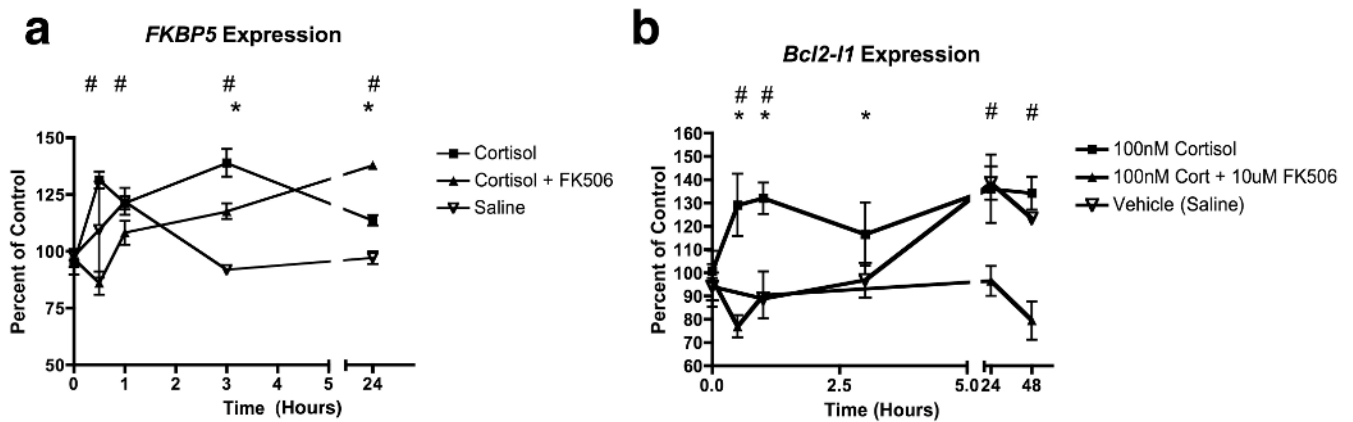 a
FKBP5 Expression
# # # #
* *
150
125
100
75
50
Percent of Control
0 1 2 3 4 5 24
Time (Hours)
Cortisol
Cortisol + FK506
Saline
b
Bcl2-l1 Expression
# #
* * * # #
160
150
140
130
120
110
100
90
80
70
60
Percent of Control
0.0 2.5 5.0 24 48
Time (Hours)
100nM Cortisol
100nM Cort + 10uM FK506
Vehicle (Saline)